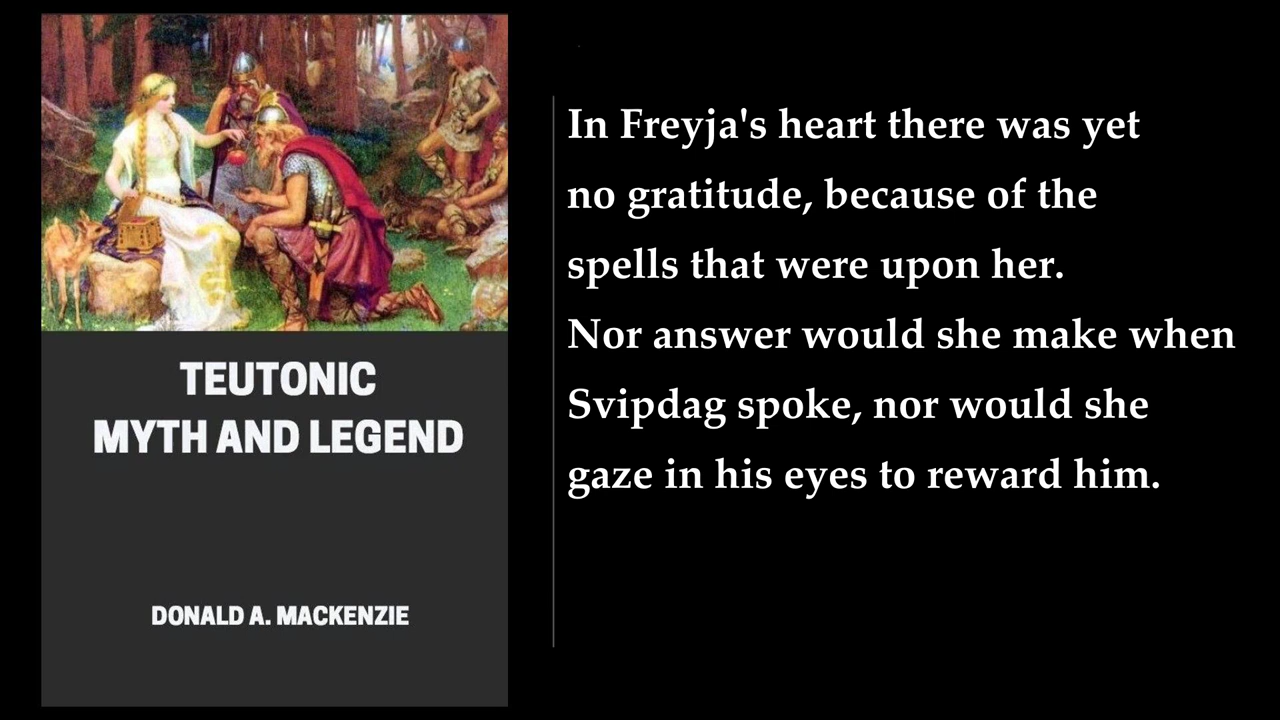 TEUTONIC
MYTH AND LEGEND
DONALD A. MACKENZIE
In Freyja's heart there was yet
no gratitude, because of the
spells that were upon her.
Nor answer would she make when
Svipdag spoke, nor would she
gaze in his eyes to reward him.